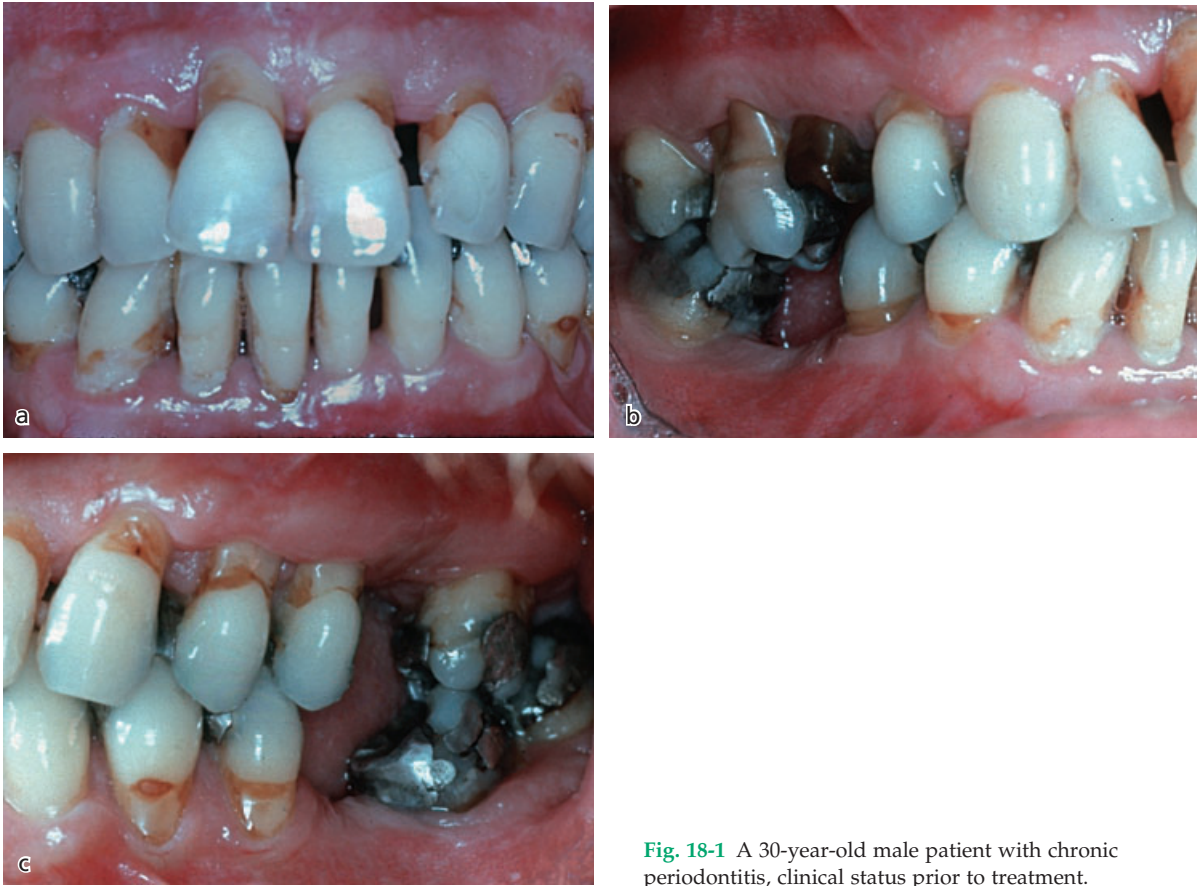 a
b
c
Fig. 18-1 A 30-year-old male patient with chronic
periodontitis, clinical status prior to treatment.